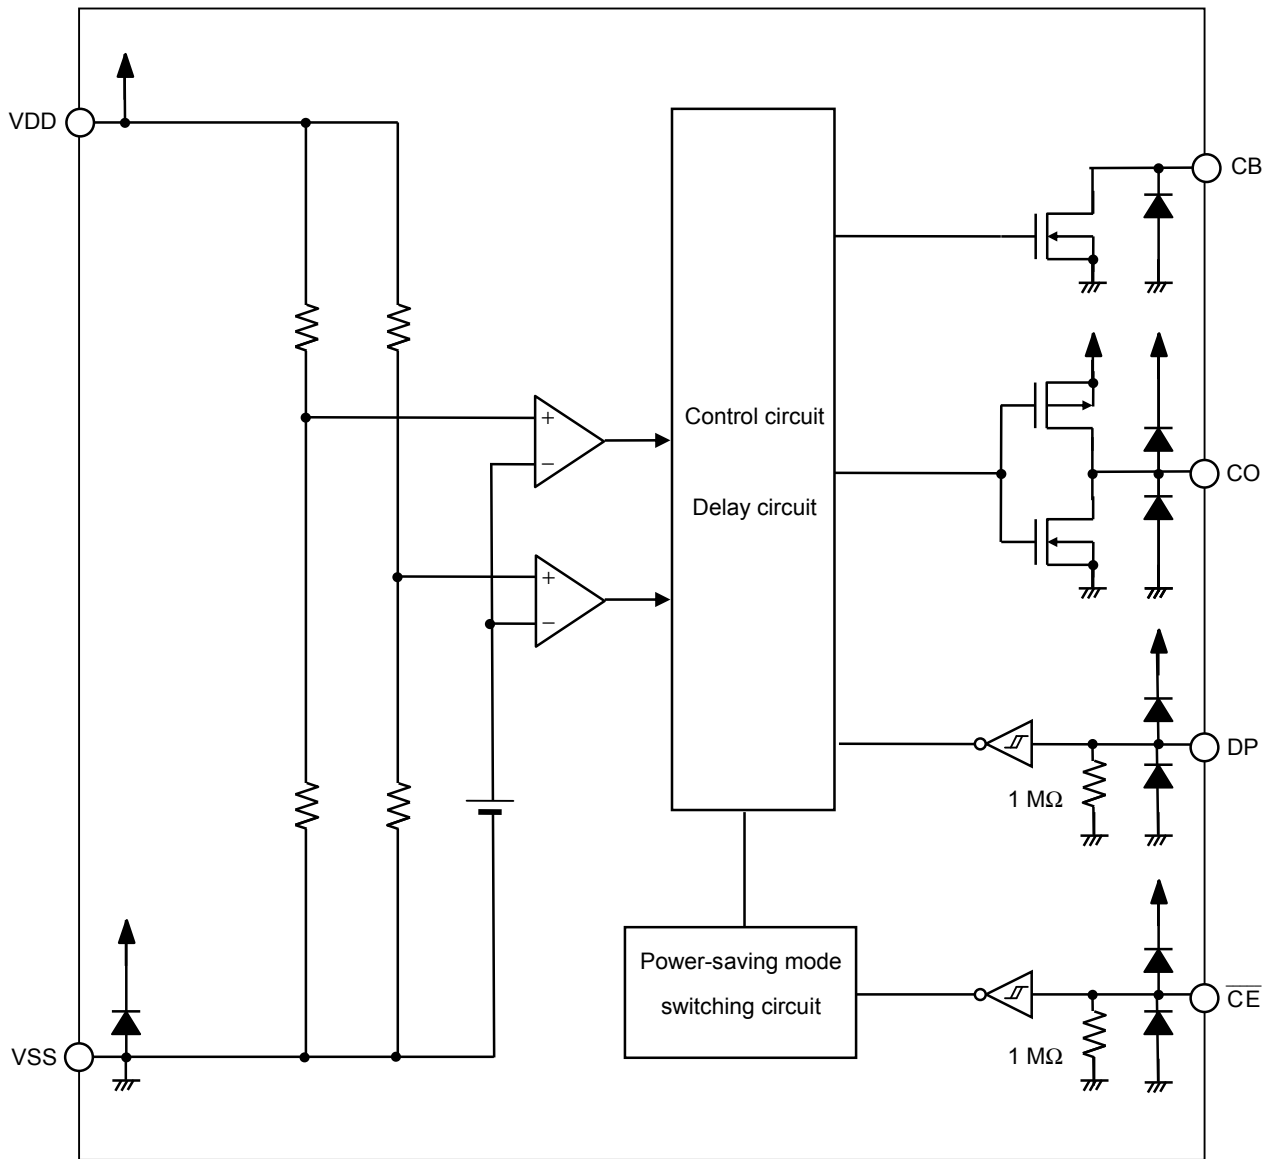 VDD
CB
+
−
Control circuit
CO
Delay circuit
+
−
DP
1 MΩ
Power-saving mode
switching circuit
CE
VSS
1 MΩ